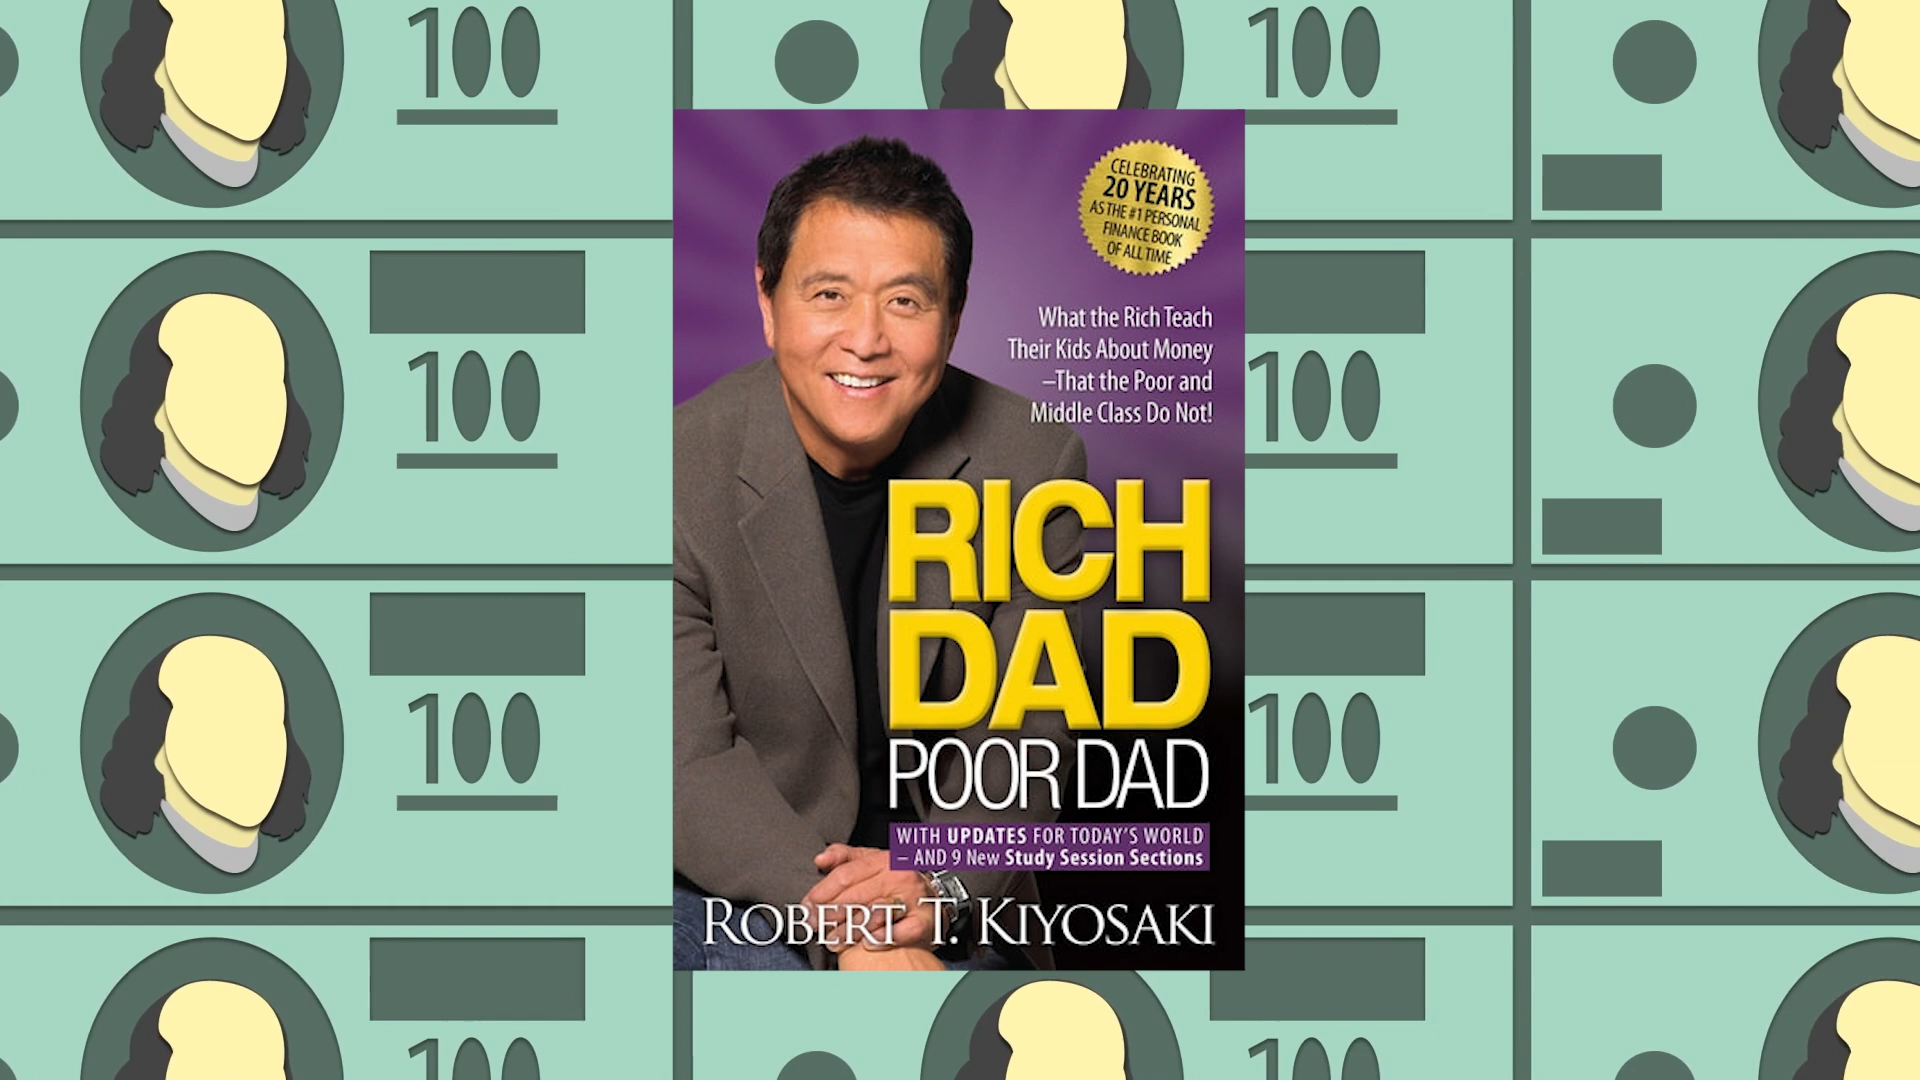 100
100
100
100
100
100
100
100
CELEBRATING
20 YEARS
AS THE #1 PERSONAL
FINANCE BOOK
OF ALL TIME
What the Rich Teach
Their Kids About Money
–That the Poor and
Middle Class Do Not!
RICH
DAD
POOR DAD
WITH UPDATES FOR TODAY'S WORLD
– AND 9 New Study Session Sections
ROBERT T. KIYOSAKI